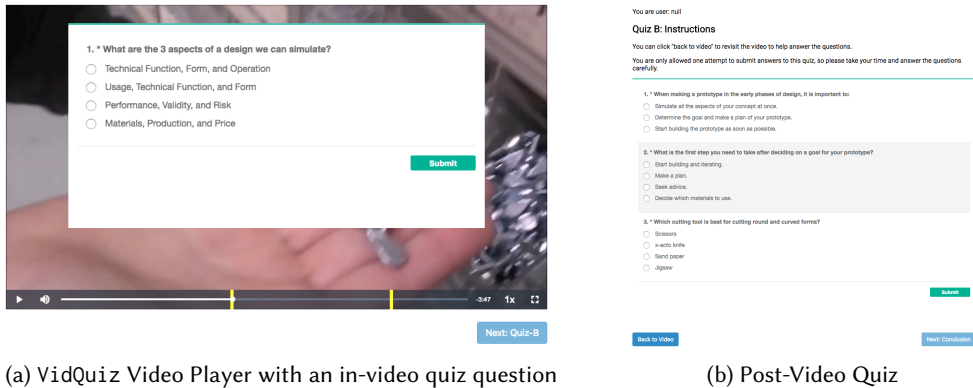 1. * What are the 3 aspects of a design we can simulate?
Technical Function, Form, and Operation
Usage, Technical Function, and Form
Performance, Validity, and Risk
Materials, Production, and Price
Submit
-3:47 1x
Next: Quiz-B
(a) VidQuiz Video Player with an in-video quiz question
You are user: null
Quiz B: Instructions
You can click "back to video" to revisit the video to help answer the questions.
You are only allowed one attempt to submit answers to this quiz, so please take your time and answer the questions
carefully.
1. * When making a prototype in the early phases of design, it is important to:
Simulate all the aspects of your concept at once.
Determine the goal and make a plan of your prototype.
Start building the prototype as soon as possible.
2. * What is the first step you need to take after deciding on a goal for your prototype?
Start building and iterating.
Make a plan.
Seek advice.
Decide which materials to use.
3. * Which cutting tool is best for cutting round and curved forms?
Scissors
x-acto knife
Sand paper
Jigsaw
Submit
Back to Video
Next: Conclusion
(b) Post-Video Quiz